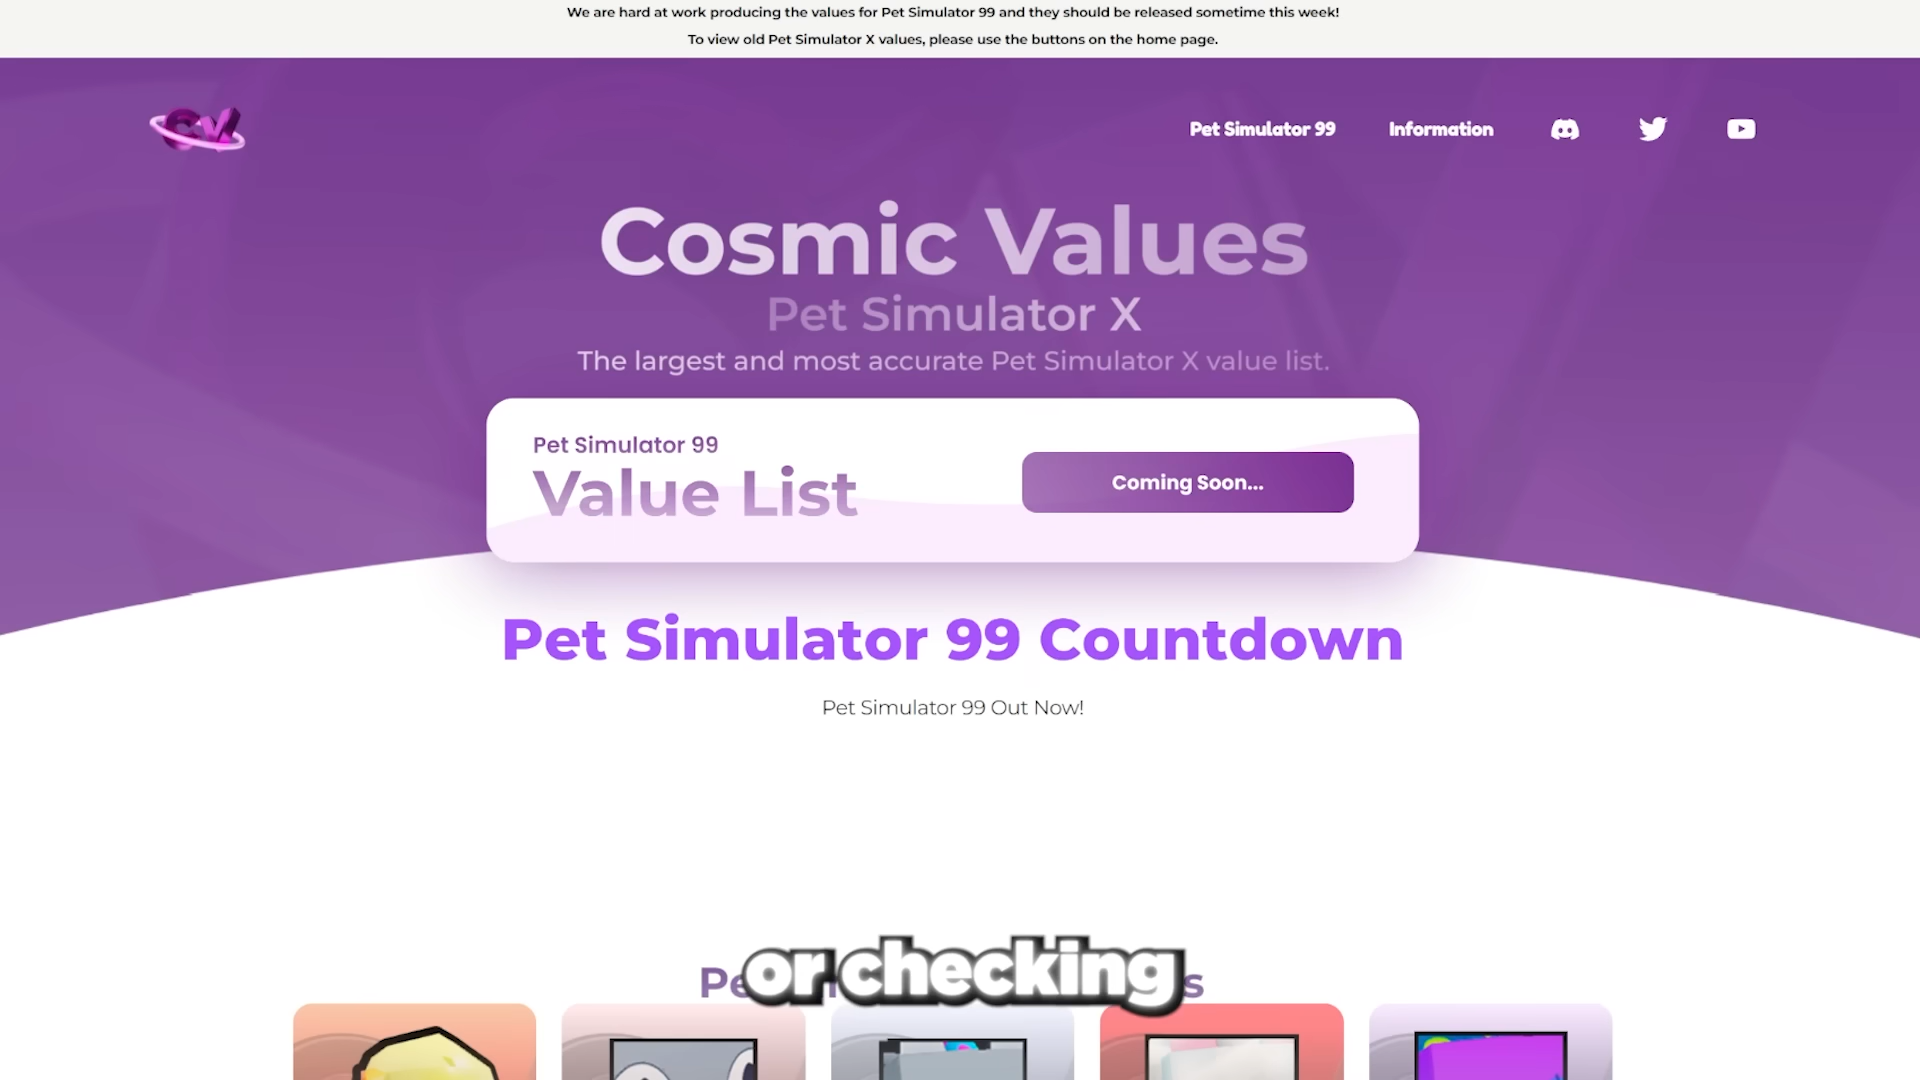 We are hard at work producing the values for Pet Simulator 99 and they should be released sometime this week!
To view old Pet Simulator X values, please use the buttons on the home page.
CV
Pet Simulator 99
Information
Cosmic Values
Pet Simulator X
The largest and most accurate Pet Simulator X value list.
Pet Simulator 99
Value List
Coming Soon...
Pet Simulator 99 Countdown
Pet Simulator 99 Out Now!
or checking